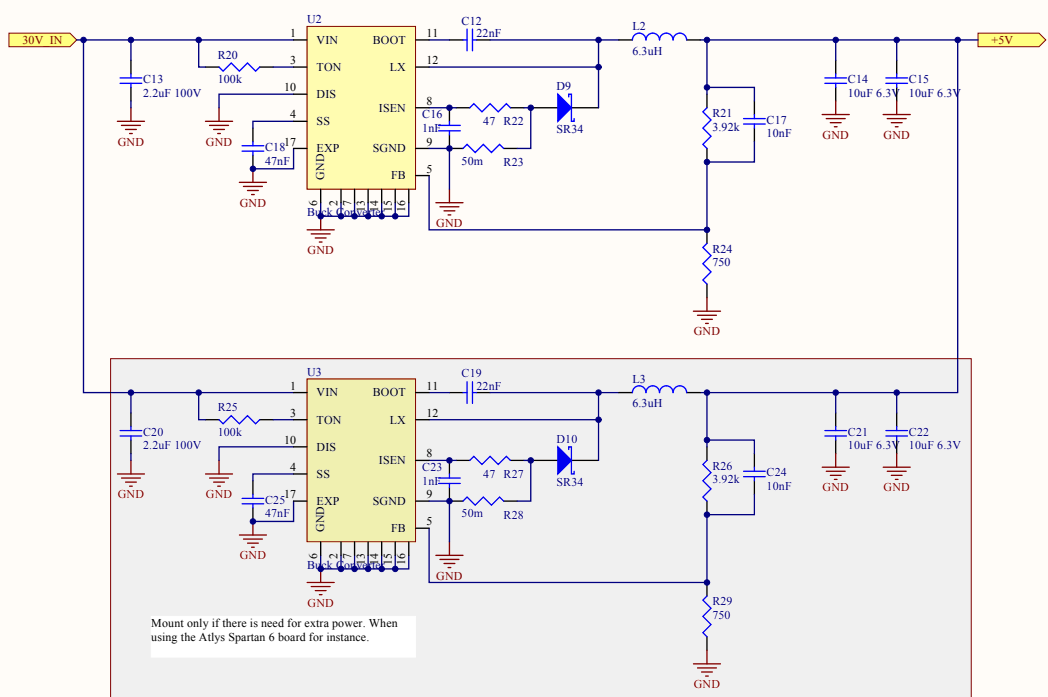 30V IN
U2
C12
22nF
L2
6.3uH
+5V
1 VIN BOOT 11
R20
100k
3 TON LX 12
C13
2.2uF 100V
10 DIS
ISEN 8
4 SS
C18
47nF
17 EXP SGND 9
GND
FB 5
6 2 7 13 14 15 16
Buck Converter
C16
1nF
47 R22
50m R23
D9
SR34
R21
3.92k
C17
10nF
C14
10uF 6.3V
C15
10uF 6.3V
R24
750
GND
GND
GND
GND
GND
GND
GND
GND
U3
C19
22nF
L3
6.3uH
1 VIN BOOT 11
R25
100k
3 TON LX 12
C20
2.2uF 100V
10 DIS
ISEN 8
4 SS
C25
47nF
17 EXP SGND 9
GND
FB 5
6 2 7 13 14 15 16
Buck Converter
C23
1nF
47 R27
50m R28
D10
SR34
R26
3.92k
C24
10nF
C21
10uF 6.3V
C22
10uF 6.3V
R29
750
GND
GND
GND
GND
GND
GND
GND
GND
Mount only if there is need for extra power. When
using the Atlys Spartan 6 board for instance.